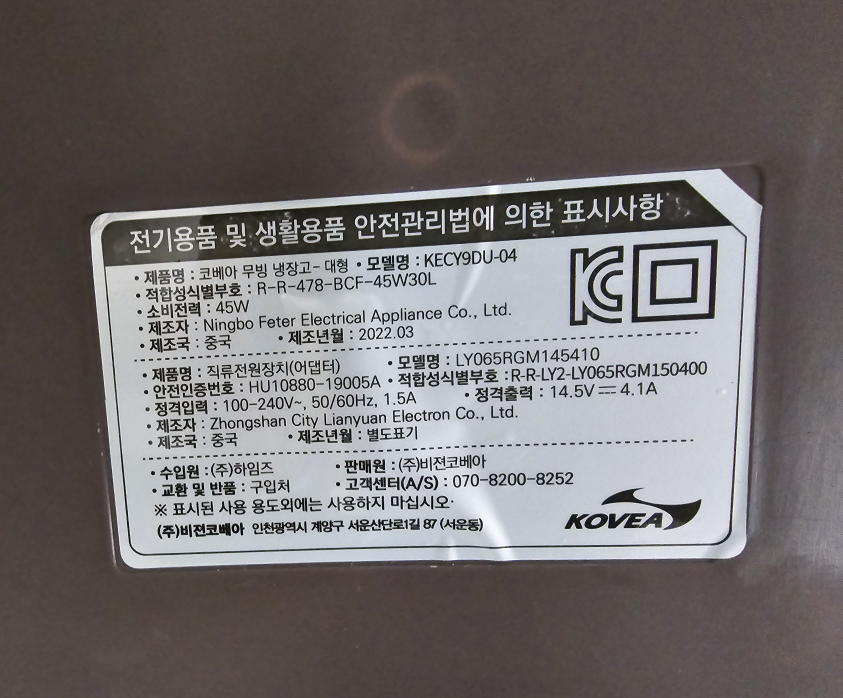 전기용품 및 생활용품 안전관리법에 의한 표시사항
• 제품명 : 코베아 무빙 냉장고- 대형 • 모델명 : KECY9DU-04
• 적합성식별부호 : R-R-478-BCF-45W30L
• 소비전력 : 45W
• 제조자 : Ningbo Feter Electrical Appliance Co., Ltd.
• 제조국 : 중국 • 제조년월 : 2022.03
• 제품명 : 직류전원장치(어댑터) • 모델명 : LY065RGM145410
• 안전인증번호 : HU10880-19005A • 적합성식별부호 : R-R-LY2-LY065RGM150400
• 정격입력 : 100-240V~, 50/60Hz, 1.5A • 정격출력 : 14.5V⎓4.1A
• 제조자 : Zhongshan City Lianyuan Electron Co., Ltd.
• 제조국 : 중국 • 제조년월 : 별도표기
• 수입원 : (주)하임즈 • 판매원 : (주)비젼코베아
• 교환 및 반품 : 구입처 • 고객센터(A/S) : 070-8200-8252
※ 표시된 사용 용도외에는 사용하지 마십시오·
(주)비젼코베아 인천광역시 계양구 서운산단로1길 87 (서운동)
KOVEA